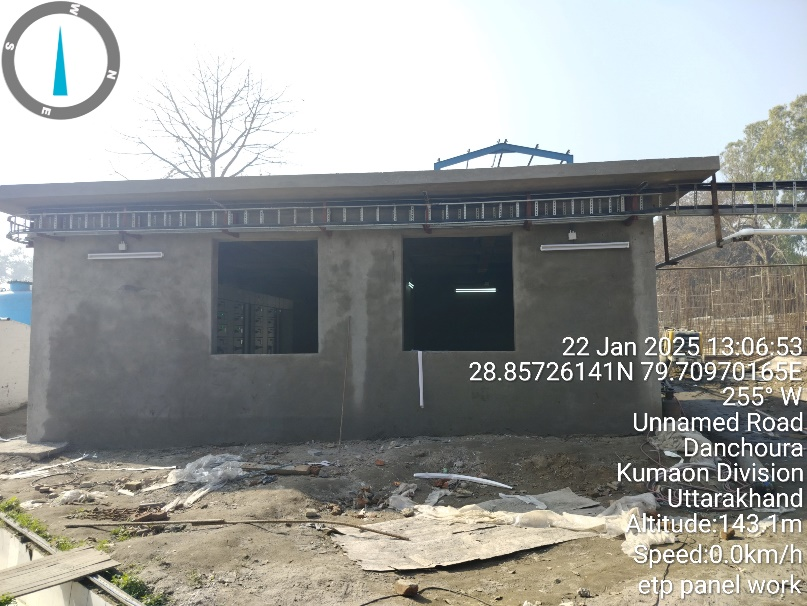 W
S
N
E
22 Jan 2025 13:06:53
28.85726141N 79.70970165E
255° W
Unnamed Road
Danchoura
Kumaon Division
Uttarakhand
Altitude:143.1m
Speed:0.0km/h
etp panel work